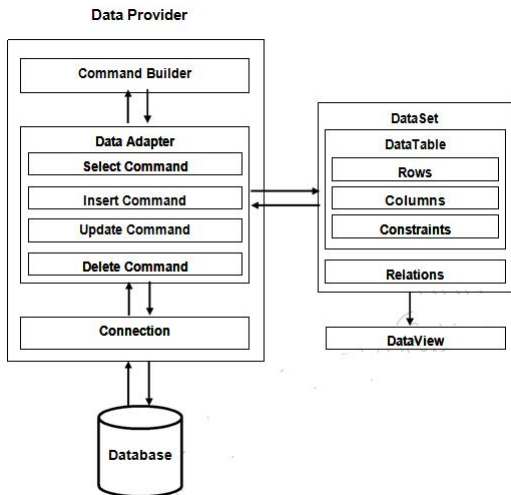 Data Provider
Command Builder
Data Adapter
Select Command
Insert Command
Update Command
Delete Command
Connection
Database
DataSet
DataTable
Rows
Columns
Constraints
Relations
DataView